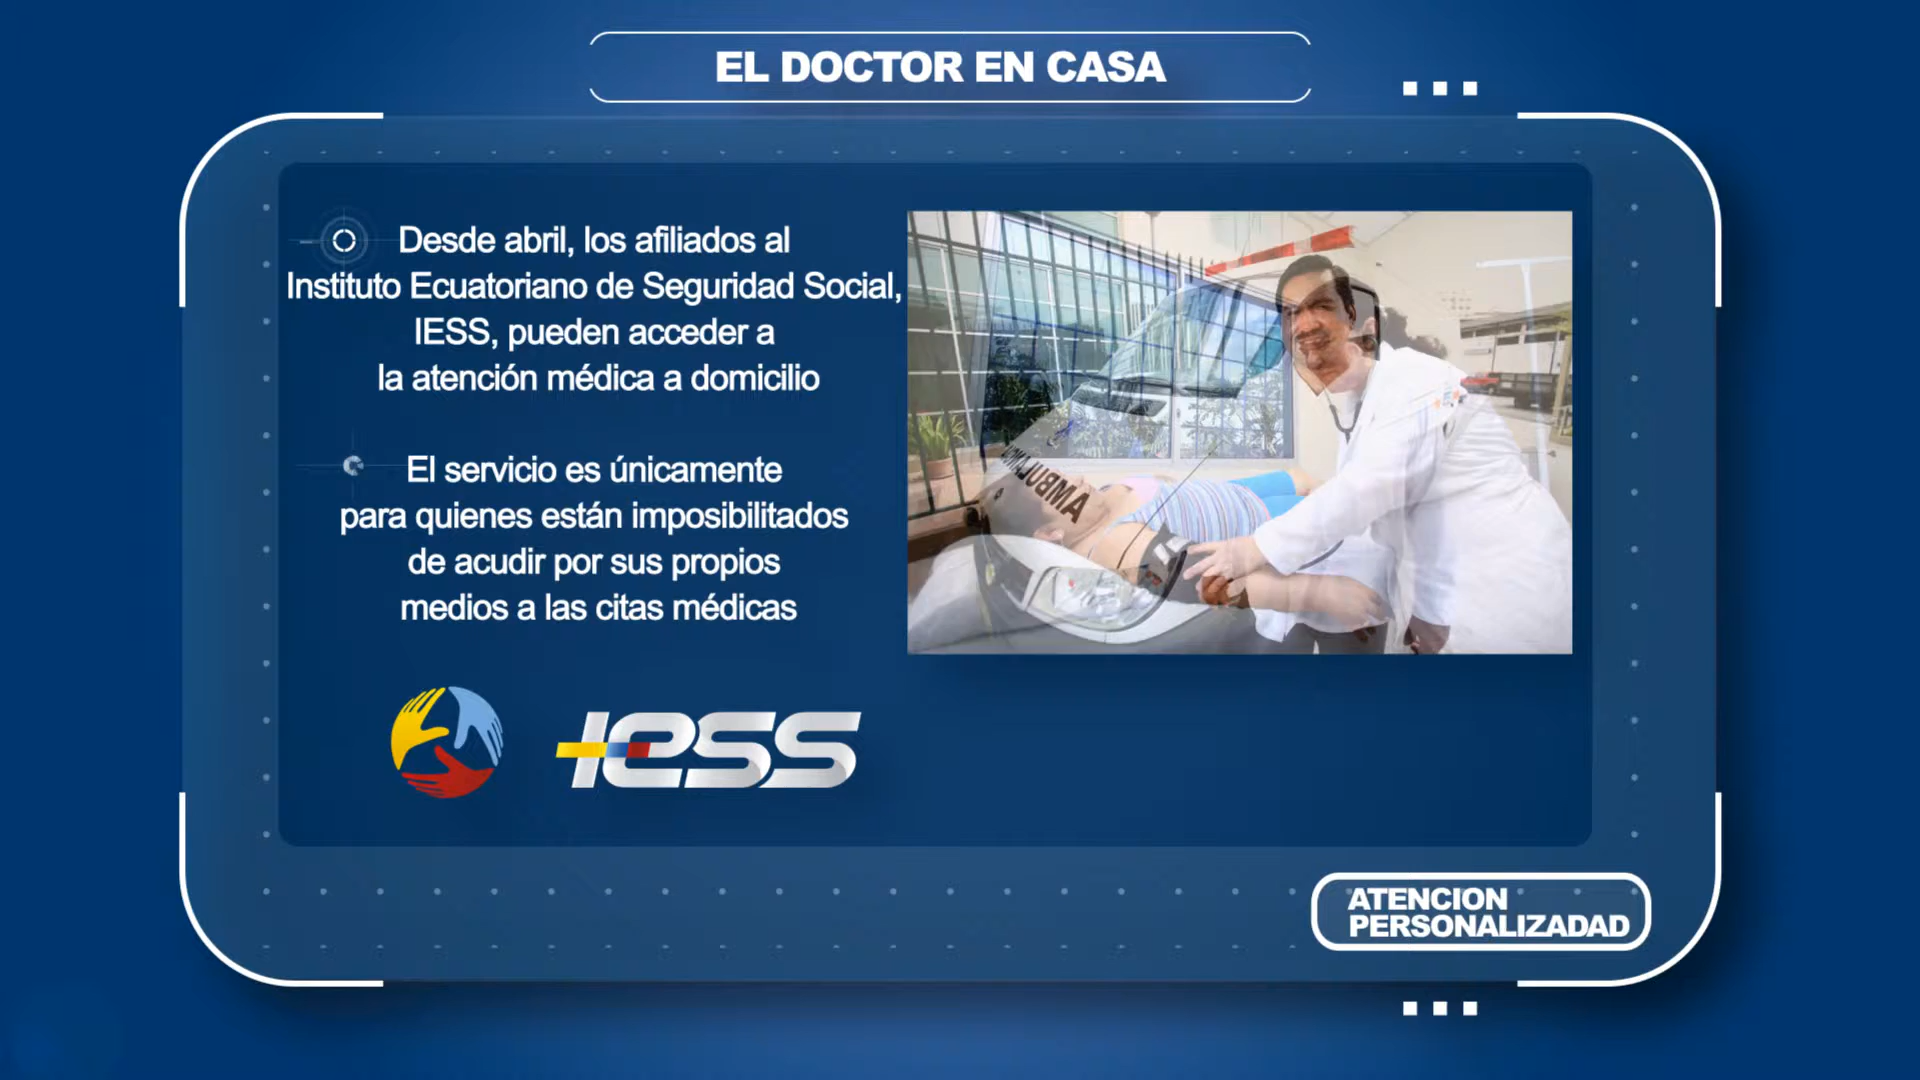 EL DOCTOR EN CASA
Desde abril, los afiliados al
Instituto Ecuatoriano de Seguridad Social,
IESS, pueden acceder a
la atención médica a domicilio
El servicio es únicamente
para quienes están imposibilitados
de acudir por sus propios
medios a las citas médicas
IESS
ATENCION
PERSONALIZADAD